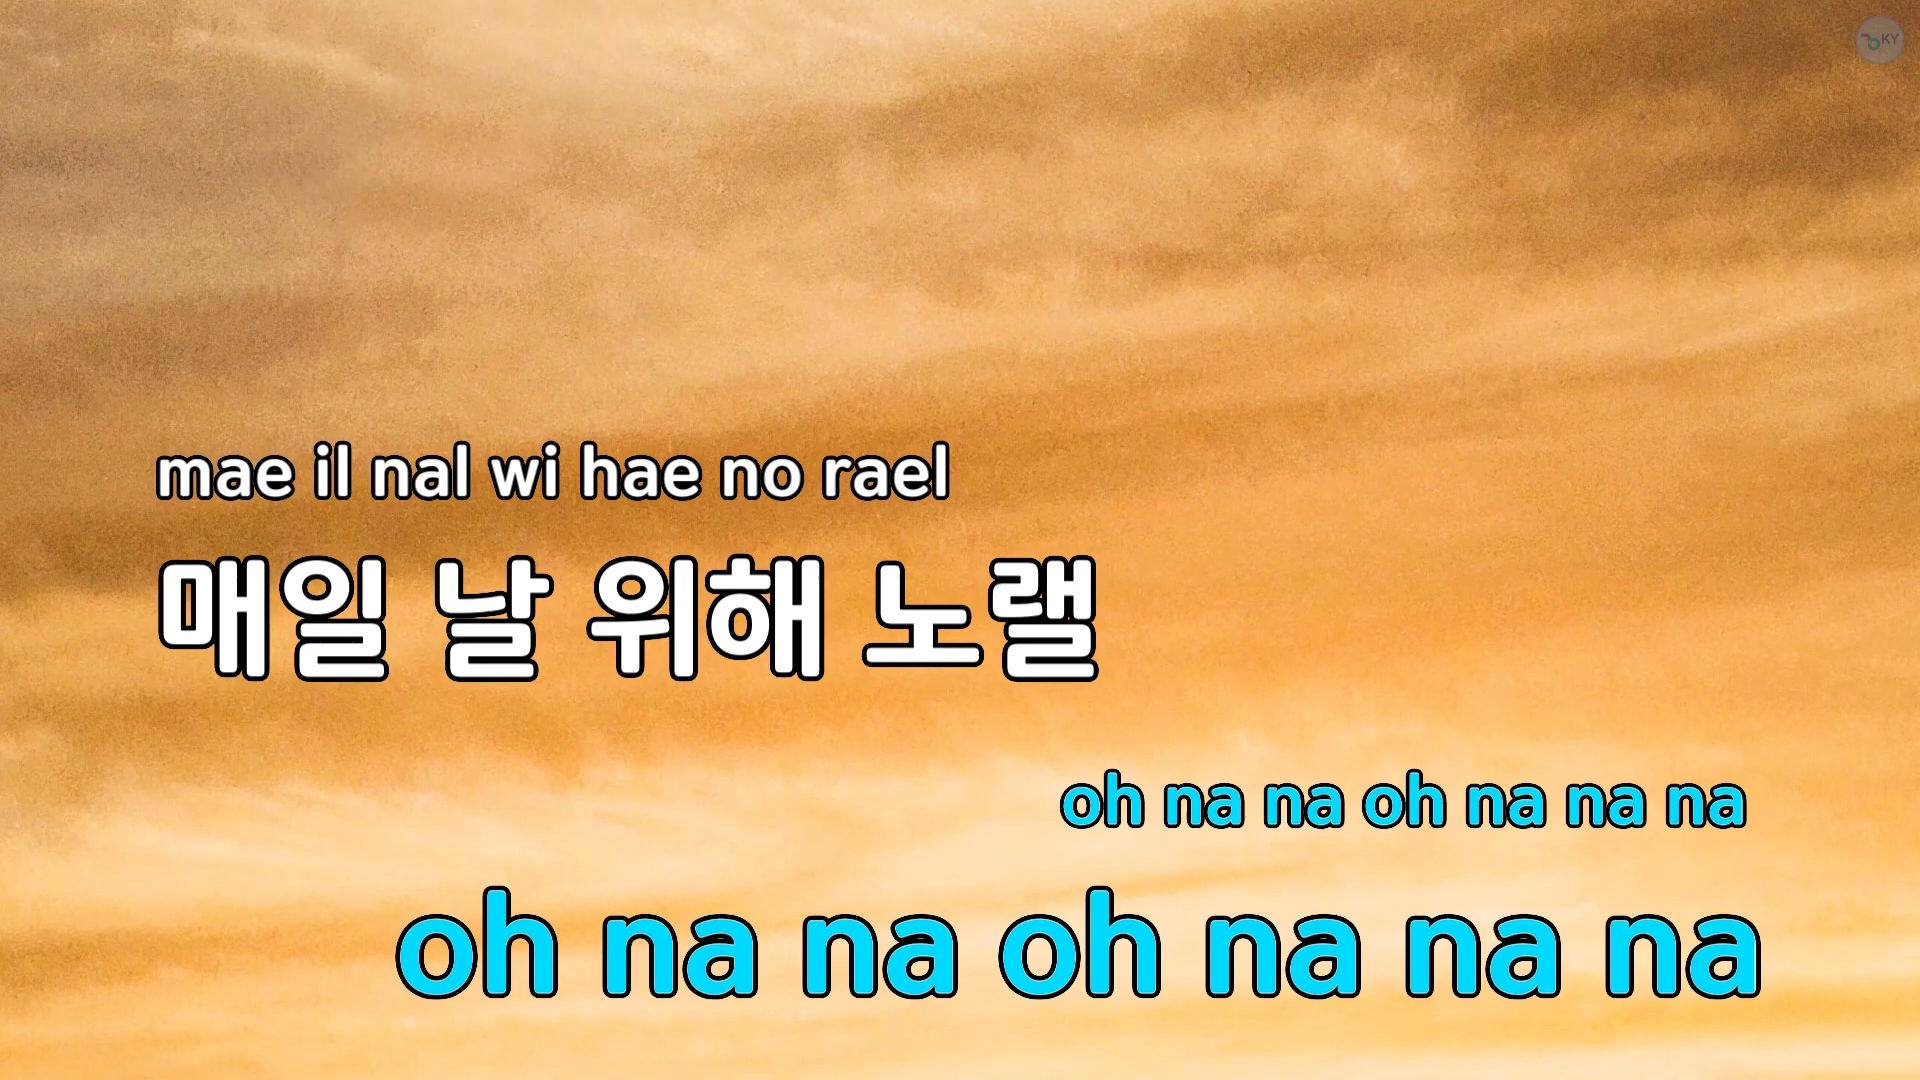 KY
mae il nal wi hae no rael
매일 날 위해 노랠
oh na na oh na na na
oh na na oh na na na